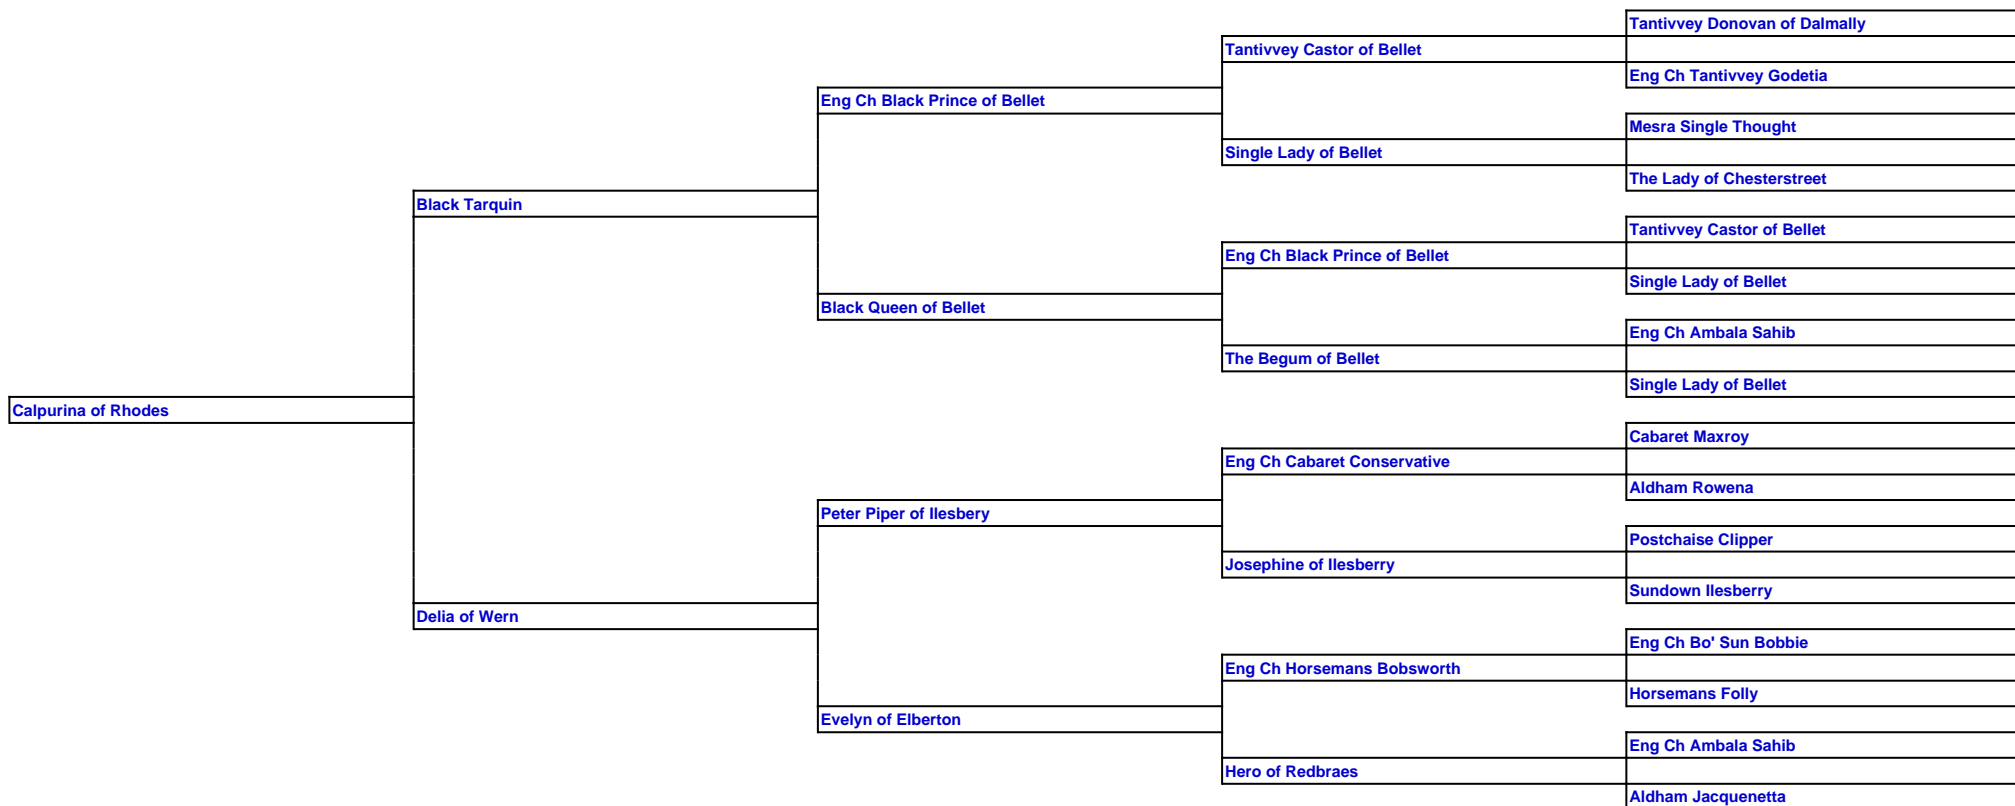 Tantivvey Donovan of Dalmally
Tantivvey Castor of Bellet
Eng Ch Tantivvey Godetia
Eng Ch Black Prince of Bellet
Mesra Single Thought
Single Lady of Bellet
The Lady of Chesterstreet
Black Tarquin
Tantivvey Castor of Bellet
Eng Ch Black Prince of Bellet
Single Lady of Bellet
Black Queen of Bellet
Eng Ch Ambala Sahib
The Begum of Bellet
Single Lady of Bellet
Calpurina of Rhodes
Cabaret Maxroy
Eng Ch Cabaret Conservative
Aldham Rowena
Peter Piper of Ilesbery
Postchaise Clipper
Josephine of Ilesberry
Sundown Ilesberry
Delia of Wern
Eng Ch Bo' Sun Bobbie
Eng Ch Horsemans Bobsworth
Horsemans Folly
Evelyn of Elberton
Eng Ch Ambala Sahib
Hero of Redbraes
Aldham Jacquenetta